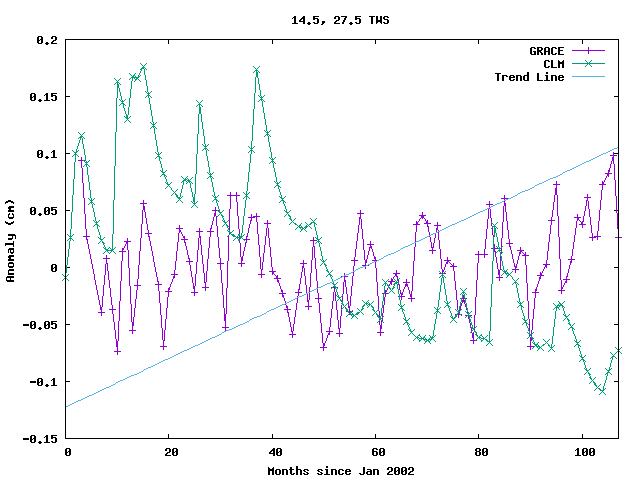 14.5, 27.5 TWS
GRACE
CLM
Trend Line
0.2
0.15
0.1
0.05
0
-0.05
-0.1
-0.15
Anomaly (cm)
0 20 40 60 80 100
Months since Jan 2002